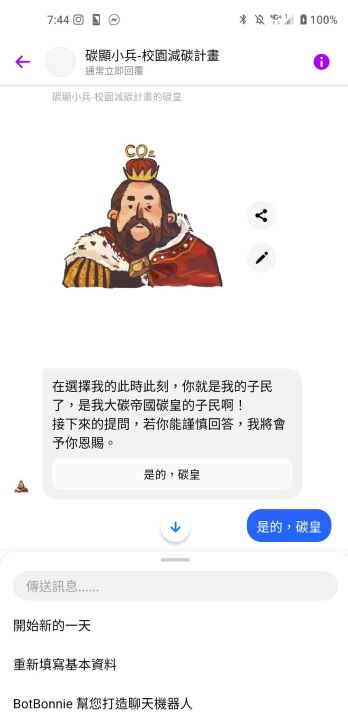 7:44
4G+
100%
碳顯小兵-校園減碳計畫
通常立即回覆
碳顯小兵-校園減碳計畫的碳皇
CO₂
在選擇我的此時此刻，你就是我的子民
了，是我大碳帝國碳皇的子民啊！
接下來的提問，若你能謹慎回答，我將會
予你恩賜。
是的，碳皇
是的，碳皇
傳送訊息......
開始新的一天
重新填寫基本資料
BotBonnie 幫您打造聊天機器人